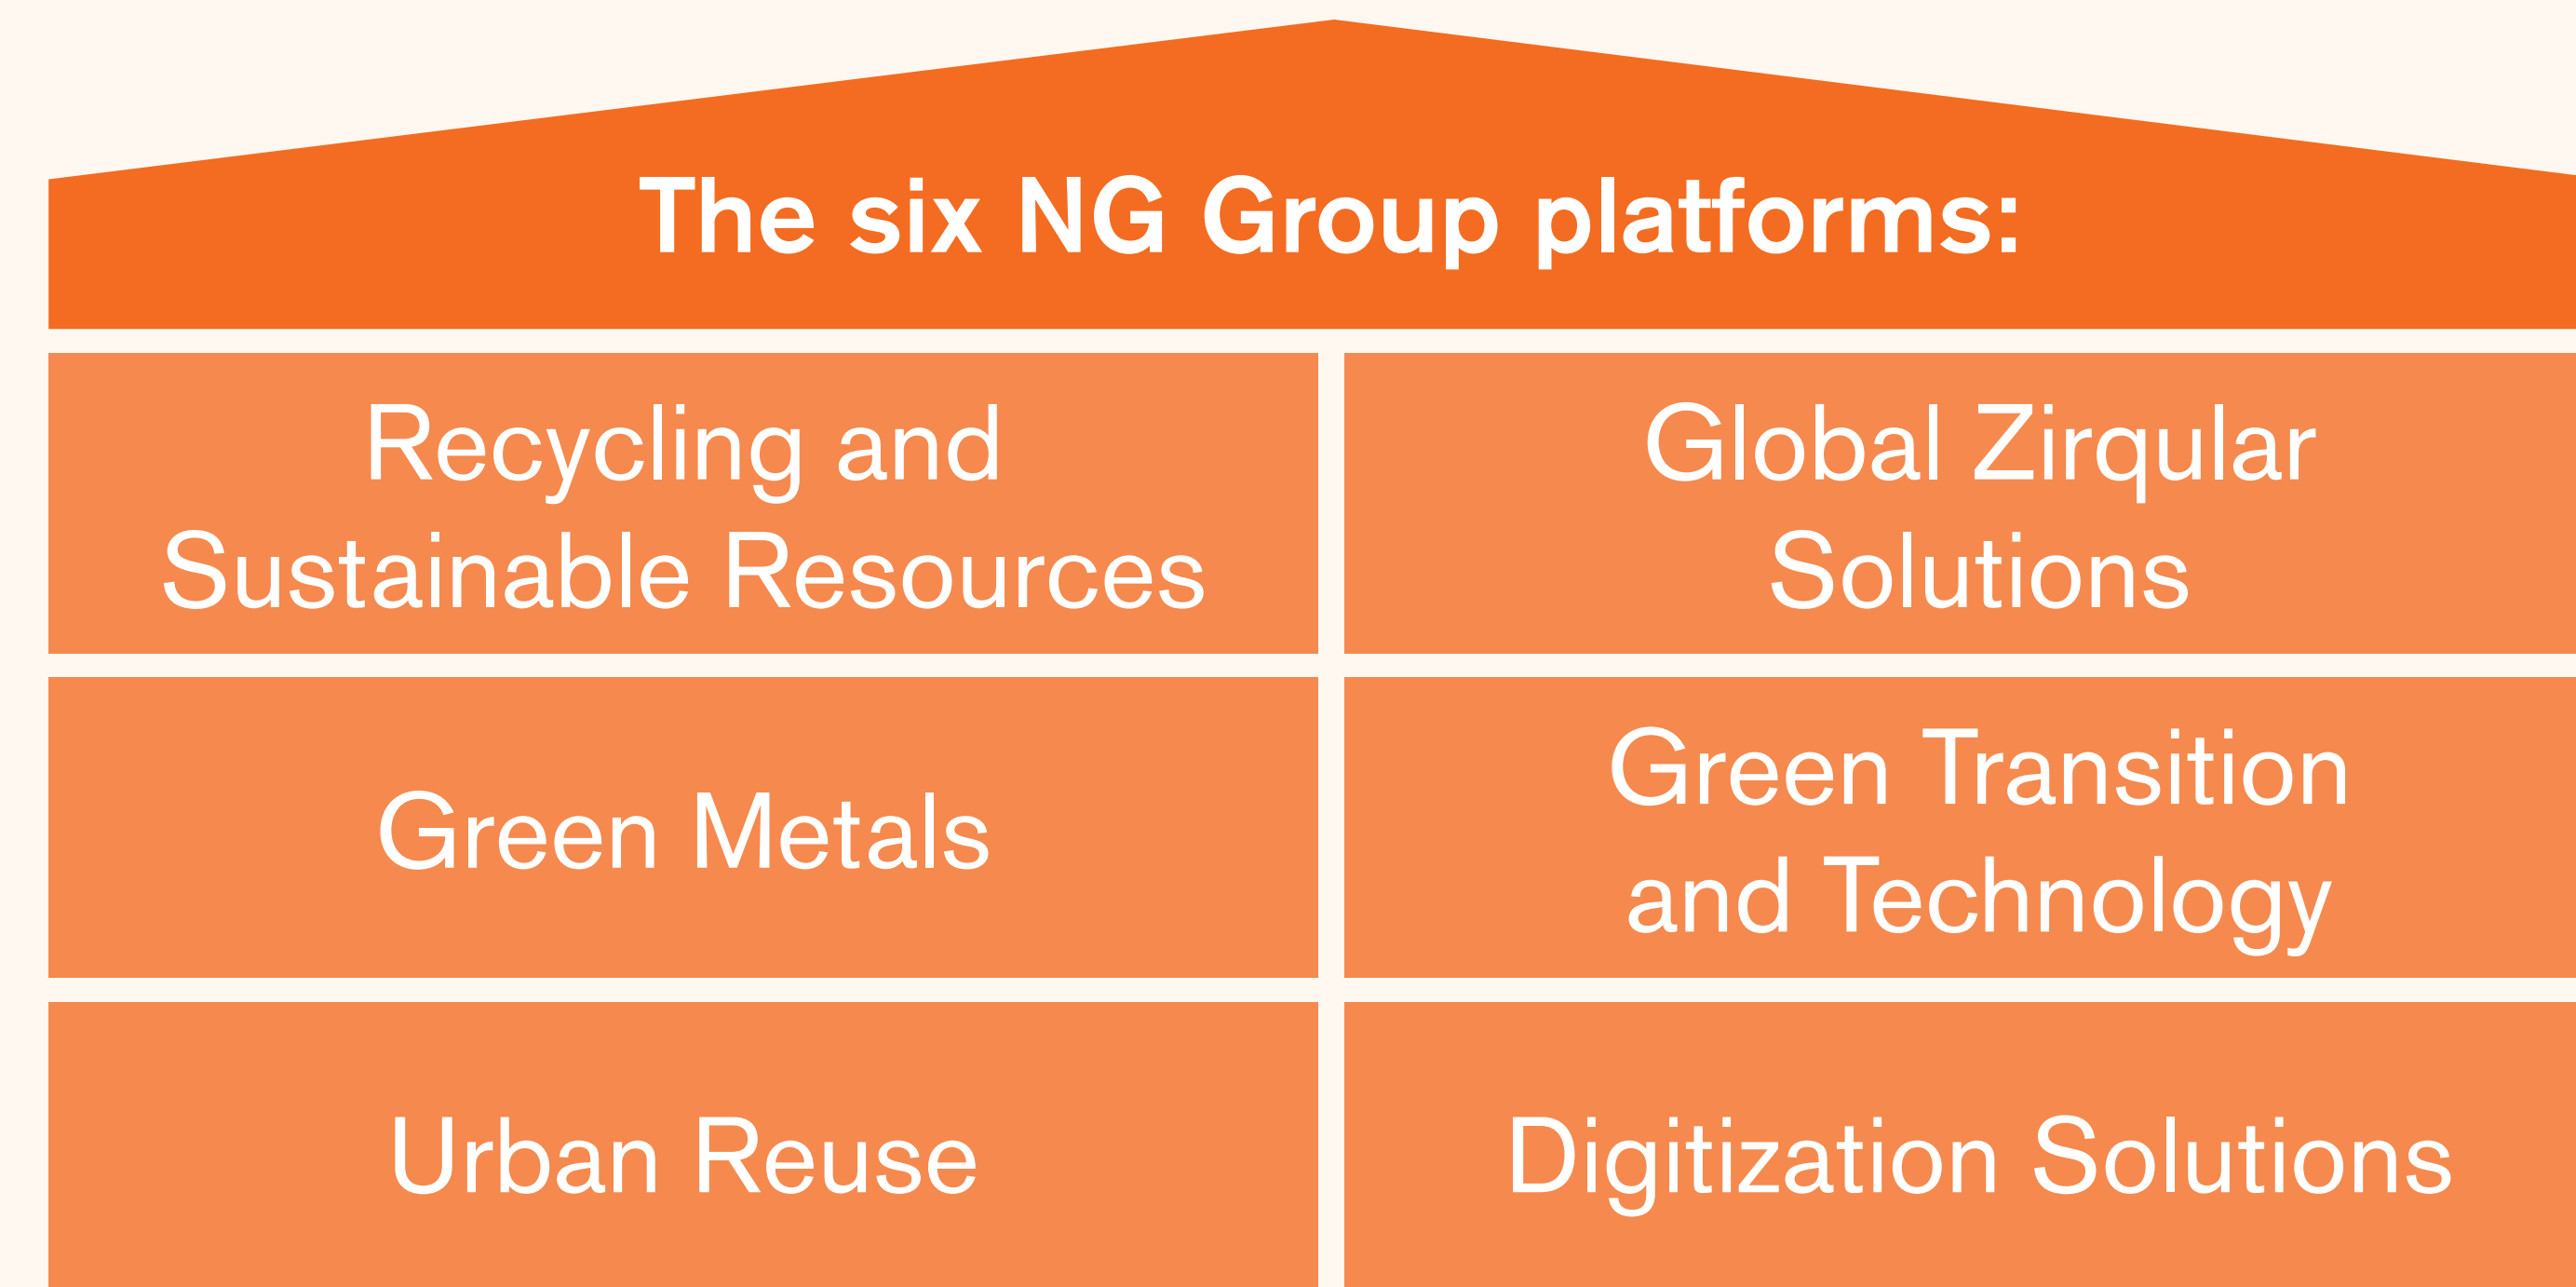 The six NG Group platforms:
Recycling and
Sustainable Resources
Global Zirqular
Solutions
Green Metals
Green Transition
and Technology
Urban Reuse
Digitization Solutions